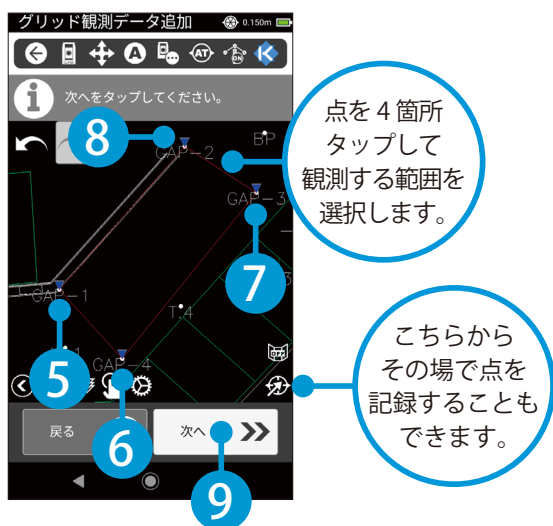 グリッド観測データ追加
0.150m
A
AT
ON
i
次へをタップしてください。
8
GAP-2
BP
GAP-3
7
点を4箇所
タップして
観測する範囲を
選択します。
GAP-1
T.4
3
5
1
GAP-4
6
こちらから
その場で点を
記録することも
できます。
戻る
次へ
9